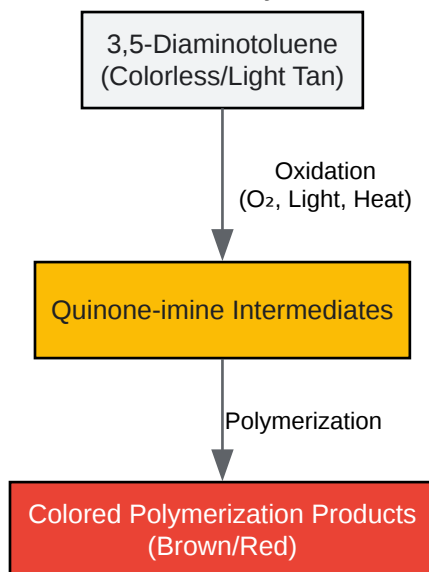 3,5-Diaminotoluene
(Colorless/Light Tan)
Oxidation
(O₂, Light, Heat)
Quinone-imine Intermediates
Polymerization
Colored Polymerization Products
(Brown/Red)